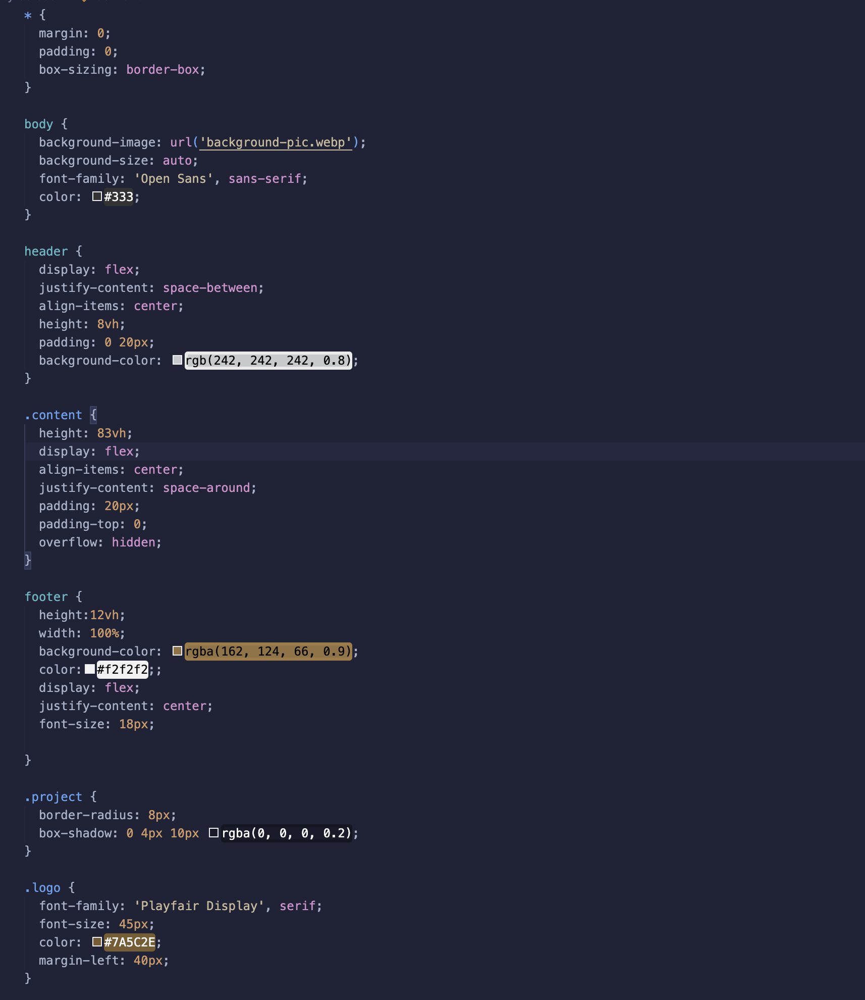 * {
  margin: 0;
  padding: 0;
  box-sizing: border-box;
}

body {
  background-image: url('background-pic.webp');
  background-size: auto;
  font-family: 'Open Sans', sans-serif;
  color: #333;
}

header {
  display: flex;
  justify-content: space-between;
  align-items: center;
  height: 8vh;
  padding: 0 20px;
  background-color: rgb(242, 242, 242, 0.8);
}

.content {
  height: 83vh;
  display: flex;
  align-items: center;
  justify-content: space-around;
  padding: 20px;
  padding-top: 0;
  overflow: hidden;
}

footer {
  height:12vh;
  width: 100%;
  background-color: rgba(162, 124, 66, 0.9);
  color:#f2f2f2;;
  display: flex;
  justify-content: center;
  font-size: 18px;

}

.project {
  border-radius: 8px;
  box-shadow: 0 4px 10px rgba(0, 0, 0, 0.2);
}

.logo {
  font-family: 'Playfair Display', serif;
  font-size: 45px;
  color: #7A5C2E;
  margin-left: 40px;
}